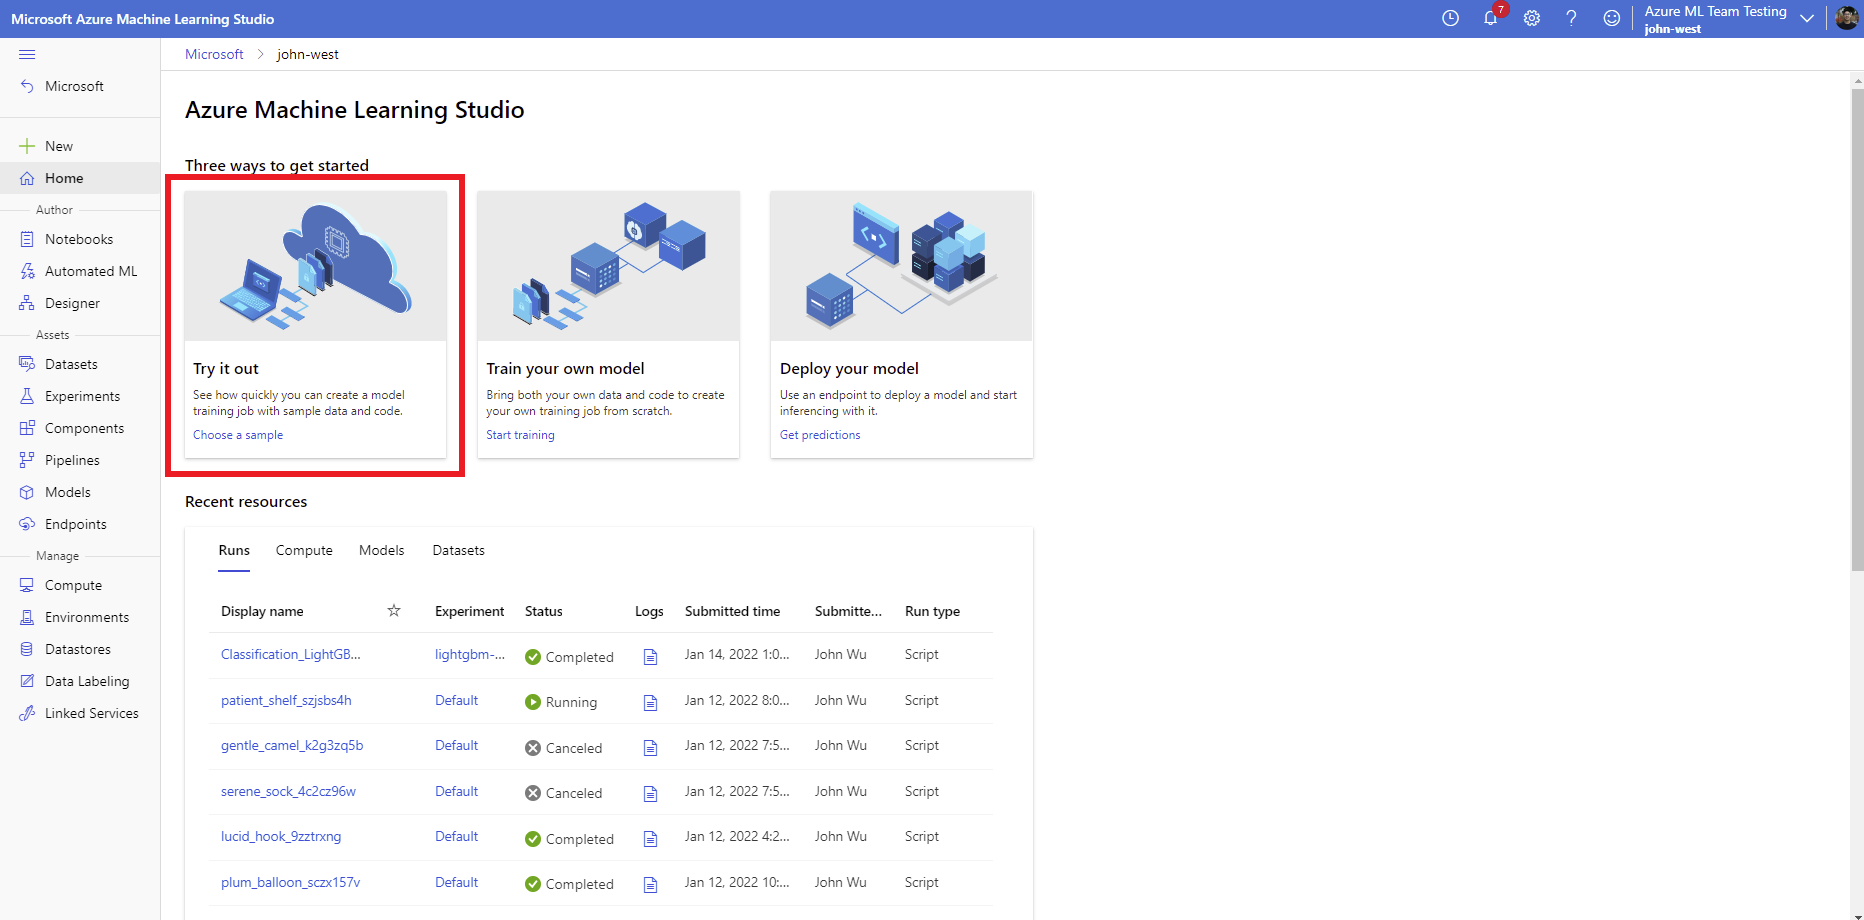 Microsoft Azure Machine Learning Studio
7
Azure ML Team Testing
john-west
Microsoft > john-west
Microsoft
New
Home
Author
Notebooks
Automated ML
Designer
Assets
Datasets
Experiments
Components
Pipelines
Models
Endpoints
Manage
Compute
Environments
Datastores
Data Labeling
Linked Services
Azure Machine Learning Studio
Three ways to get started
Try it out
See how quickly you can create a model
training job with sample data and code.
Choose a sample
Train your own model
Bring both your own data and code to create
your own training job from scratch.
Start training
Deploy your model
Use an endpoint to deploy a model and start
inferencing with it.
Get predictions
Recent resources
Runs Compute Models Datasets
Display name Experiment Status Logs Submitted time Submitte... Run type
Classification_LightGB... lightgbm-... Completed Jan 14, 2022 1:0... John Wu Script
patient_shelf_szjsbs4h Default Running Jan 12, 2022 8:0... John Wu Script
gentle_camel_k2g3zq5b Default Canceled Jan 12, 2022 7:5... John Wu Script
serene_sock_4c2cz96w Default Canceled Jan 12, 2022 7:5... John Wu Script
lucid_hook_9zztrxng Default Completed Jan 12, 2022 4:2... John Wu Script
plum_balloon_sczx157v Default Completed Jan 12, 2022 10:... John Wu Script